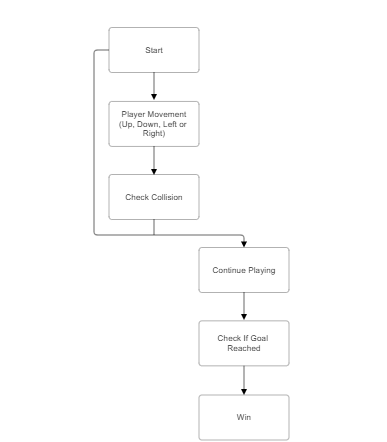 Start
Player Movement
(Up, Down, Left or
Right)
Check Collision
Continue Playing
Check If Goal
Reached
Win